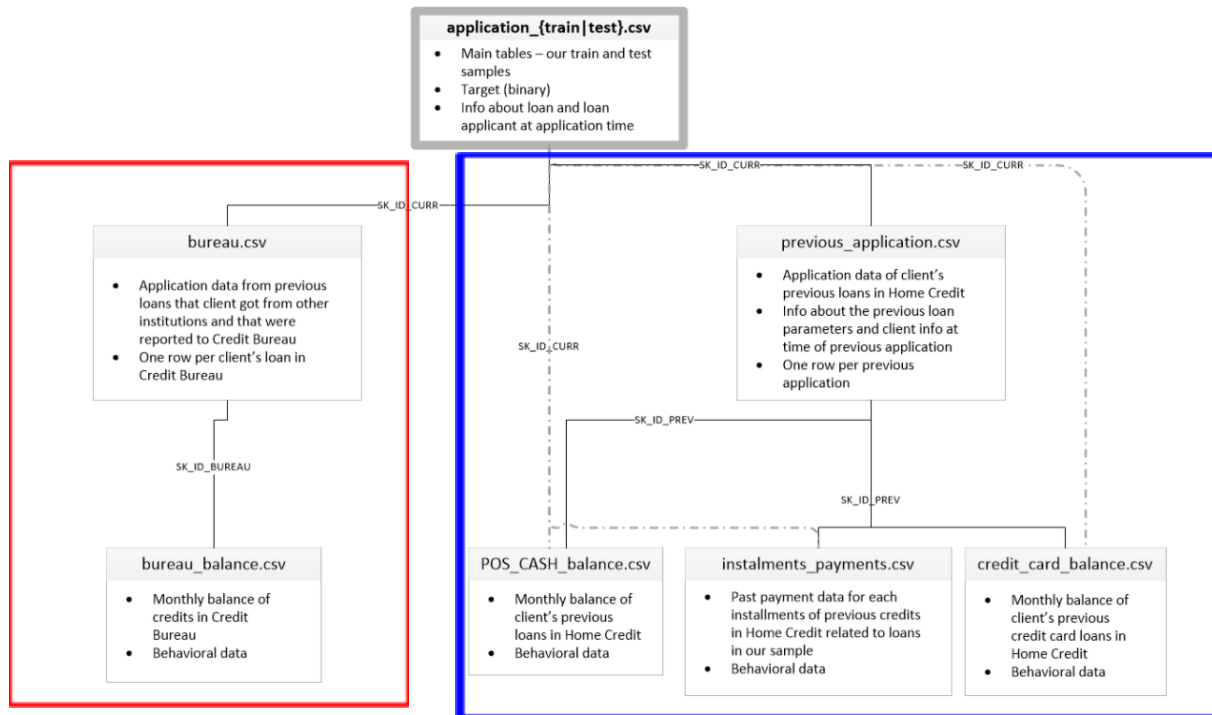 application_{train|test}.csv
• Main tables – our train and test
samples
• Target (binary)
• Info about loan and loan
applicant at application time
SK_ID_CURR
SK_ID_CURR
SK_ID_CURR
bureau.csv
• Application data from previous
loans that client got from other
institutions and that were
reported to Credit Bureau
• One row per client's loan in
Credit Bureau
previous_application.csv
• Application data of client's
previous loans in Home Credit
• Info about the previous loan
parameters and client info at
time of previous application
• One row per previous
application
SK_ID_CURR
SK_ID_PREV
SK_ID_BUREAU
SK_ID_PREV
bureau_balance.csv
• Monthly balance of
credits in Credit
Bureau
• Behavioral data
POS_CASH_balance.csv
• Monthly balance of
client's previous
loans in Home Credit
• Behavioral data
instalments_payments.csv
• Past payment data for each
installments of previous credits
in Home Credit related to loans
in our sample
• Behavioral data
credit_card_balance.csv
• Monthly balance of
client's previous
credit card loans in
Home Credit
• Behavioral data